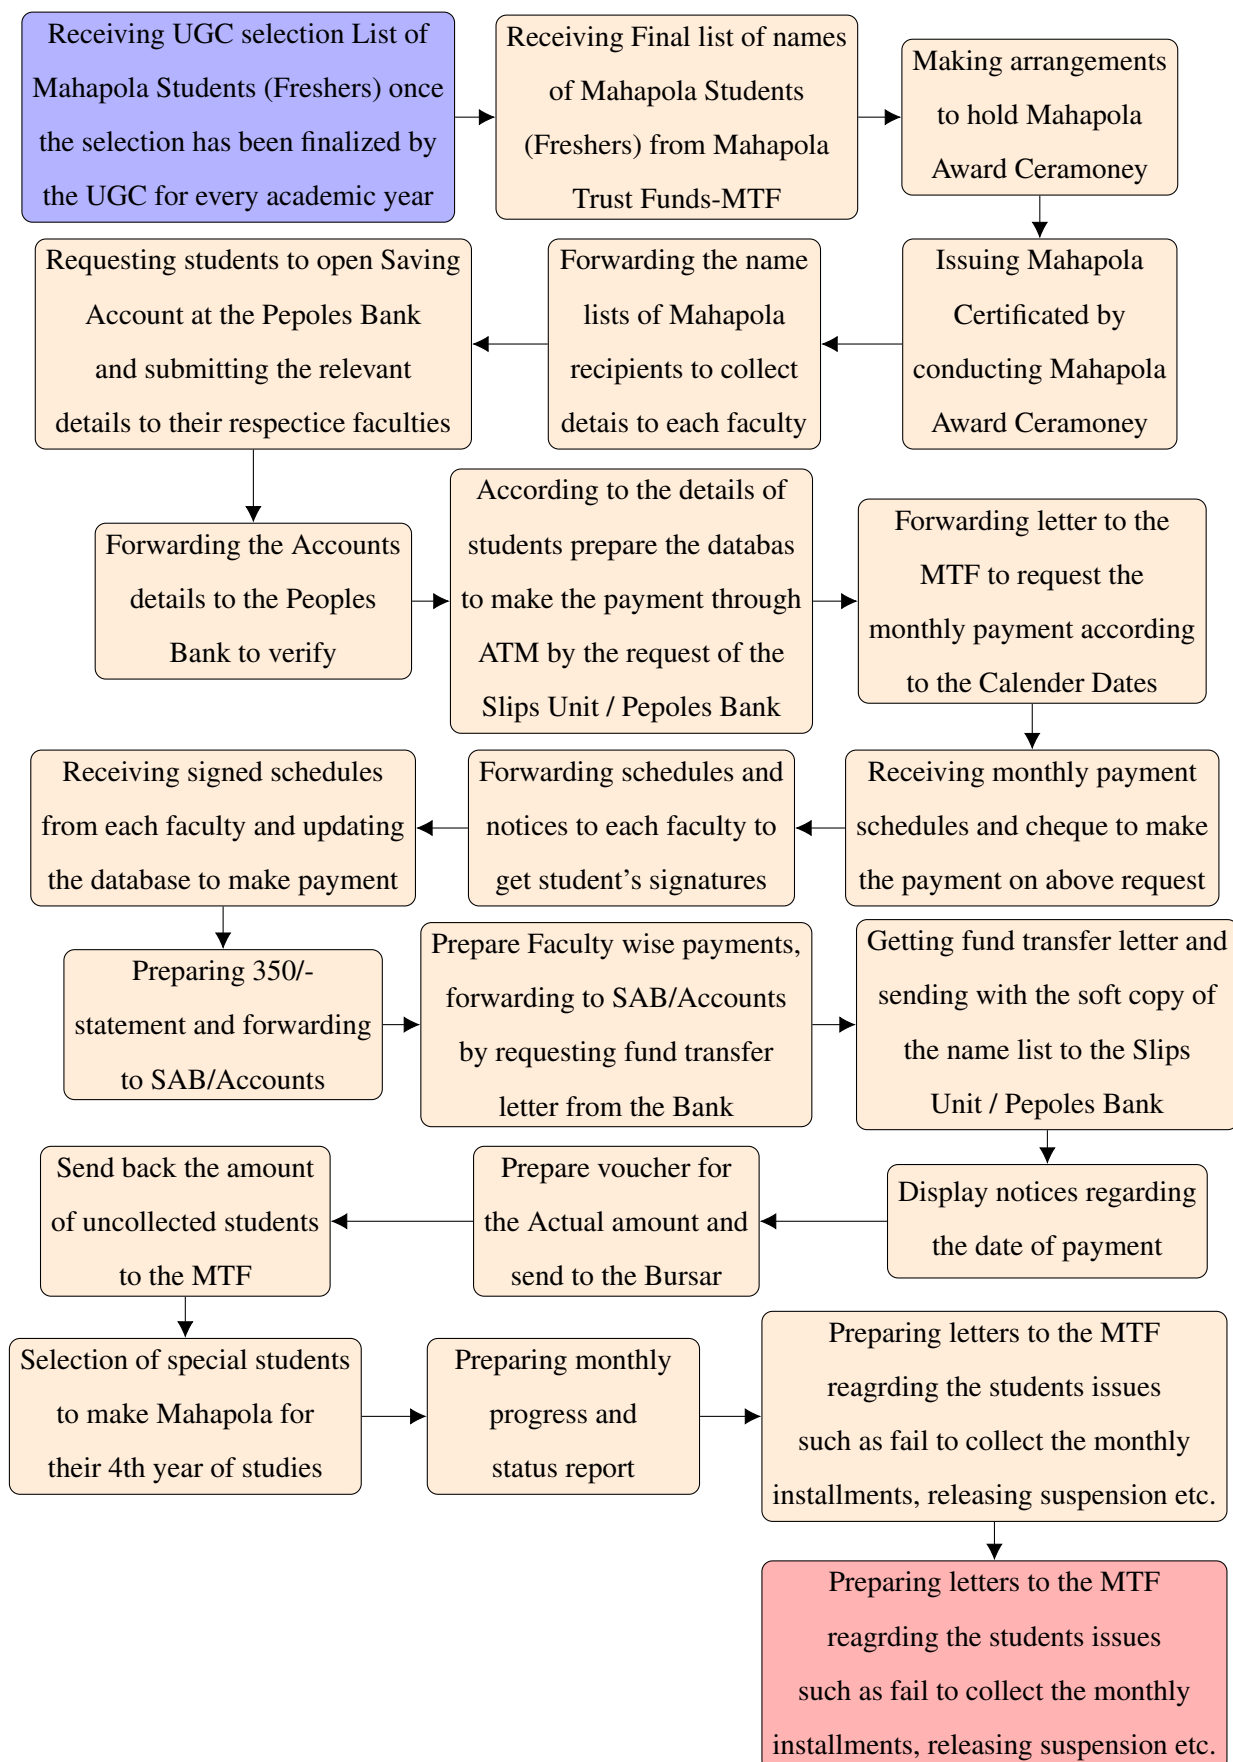 Receiving UGC selection List of
Mahapola Students (Freshers) once
the selection has been finalized by
the UGC for every academic year
Receiving Final list of names
of Mahapola Students
(Freshers) from Mahapola
Trust Funds-MTF
Making arrangements
to hold Mahapola
Award Ceramoney
Issuing Mahapola
Certificated by
conducting Mahapola
Award Ceramoney
Forwarding the name
lists of Mahapola
recipients to collect
detais to each faculty
Requesting students to open Saving
Account at the Pepoles Bank
and submitting the relevant
details to their respectice faculties
Forwarding the Accounts
details to the Peoples
Bank to verify
According to the details of
students prepare the databas
to make the payment through
ATM by the request of the
Slips Unit / Pepoles Bank
Forwarding letter to the
MTF to request the
monthly payment according
to the Calender Dates
Receiving monthly payment
schedules and cheque to make
the payment on above request
Forwarding schedules and
notices to each faculty to
get student's signatures
Receiving signed schedules
from each faculty and updating
the database to make payment
Preparing 350/-
statement and forwarding
to SAB/Accounts
Prepare Faculty wise payments,
forwarding to SAB/Accounts
by requesting fund transfer
letter from the Bank
Getting fund transfer letter and
sending with the soft copy of
the name list to the Slips
Unit / Pepoles Bank
Display notices regarding
the date of payment
Prepare voucher for
the Actual amount and
send to the Bursar
Send back the amount
of uncollected students
to the MTF
Selection of special students
to make Mahapola for
their 4th year of studies
Preparing monthly
progress and
status report
Preparing letters to the MTF
reagrding the students issues
such as fail to collect the monthly
installments, releasing suspension etc.
Preparing letters to the MTF
reagrding the students issues
such as fail to collect the monthly
installments, releasing suspension etc.